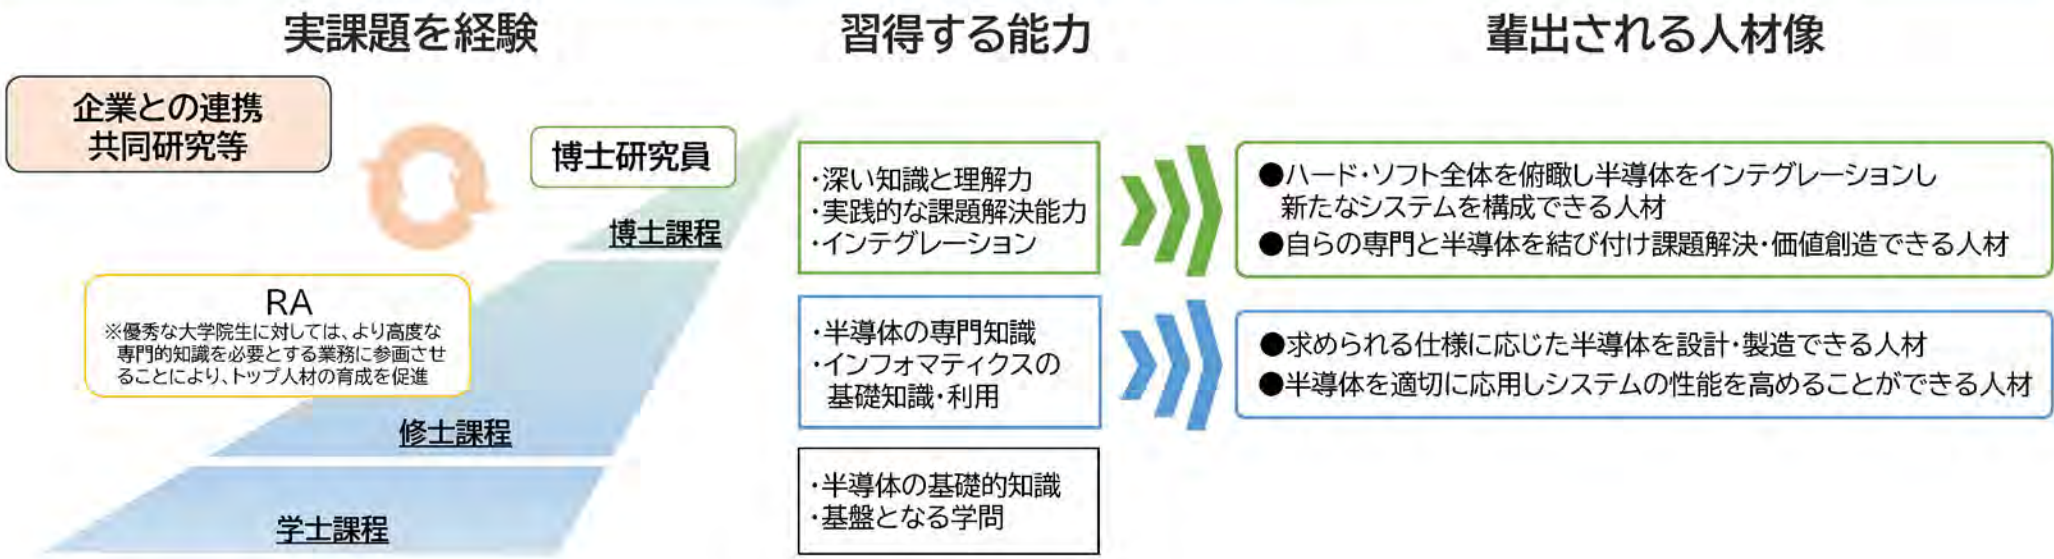 実課題を経験
習得する能力
輩出される人材像
企業との連携
共同研究等
博士研究員
博士課程
RA
※優秀な大学院生に対しては、より高度な
専門的知識を必要とする業務に参画させ
ることにより、トップ人材の育成を促進
修士課程
学士課程
・深い知識と理解力
・実践的な課題解決能力
・インテグレーション
●ハード・ソフト全体を俯瞰し半導体をインテグレーションし
新たなシステムを構成できる人材
●自らの専門と半導体を結び付け課題解決・価値創造できる人材
・半導体の専門知識
・インフォマティクスの
基礎知識・利用
●求められる仕様に応じた半導体を設計・製造できる人材
●半導体を適切に応用しシステムの性能を高めることができる人材
・半導体の基礎的知識
・基盤となる学問